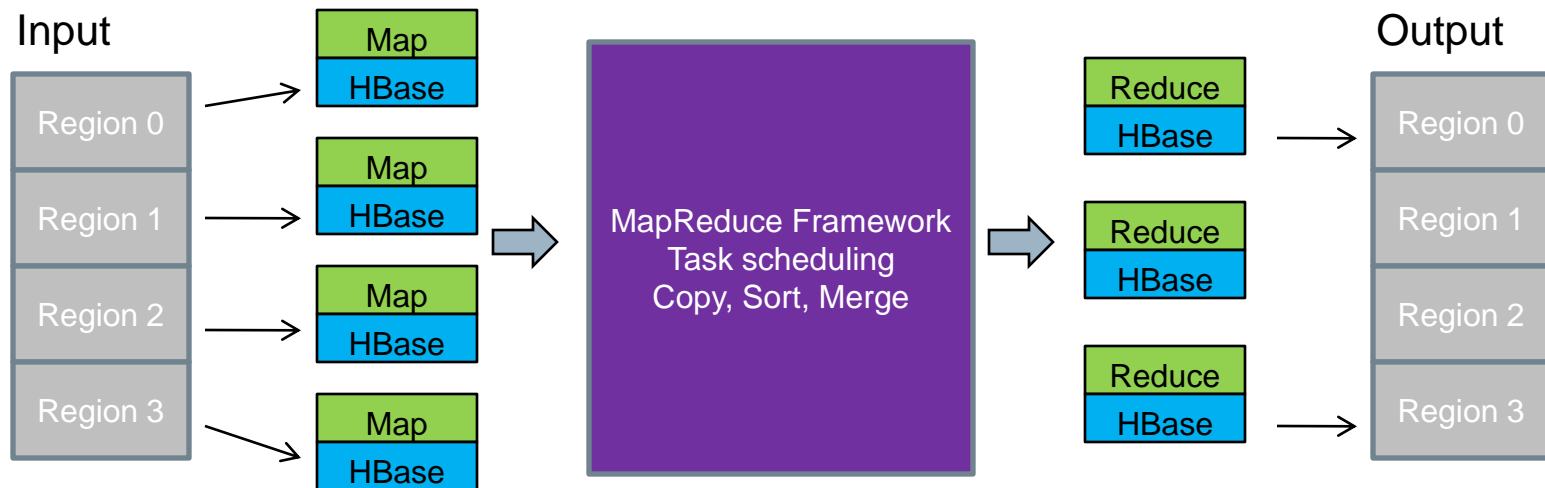 Input
Region 0
Region 1
Region 2
Region 3
Map
HBase
Map
HBase
Map
HBase
Map
HBase
MapReduce Framework
Task scheduling
Copy, Sort, Merge
Reduce
HBase
Reduce
HBase
Reduce
HBase
Output
Region 0
Region 1
Region 2
Region 3